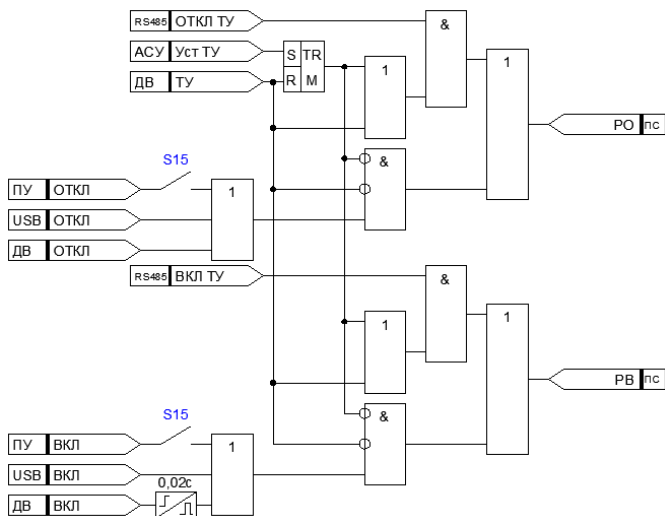 RS485 ОТКЛ ТУ
&
АСУ Уст ТУ
S TR
1
1
ДВ ТУ
R M
РО ПС
S15
&
ПУ ОТКЛ
1
USB ОТКЛ
ДВ ОТКЛ
RS485 ВКЛ ТУ
&
1
1
РВ ПС
S15
&
ПУ ВКЛ
1
USB ВКЛ
0,02с
ДВ ВКЛ